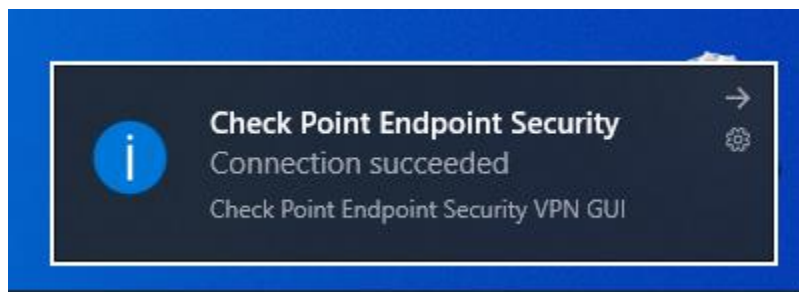 Check Point Endpoint Security
Connection succeeded
Check Point Endpoint Security VPN GUI